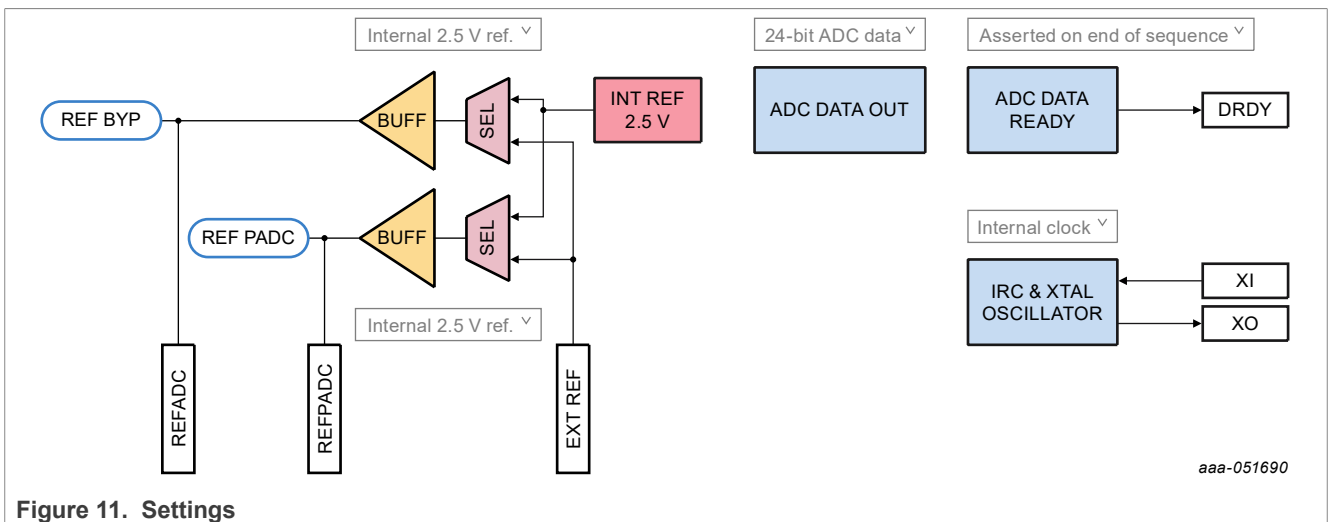 Internal 2.5 V ref.
24-bit ADC data
Asserted on end of sequence
REF BYP
BUFF
SEL
INT REF
2.5 V
ADC DATA OUT
ADC DATA
READY
DRDY
REF PADC
BUFF
SEL
Internal clock
IRC & XTAL
OSCILLATOR
XI
XO
Internal 2.5 V ref.
REFADC
REFPADC
EXT REF
aaa-051690
Figure 11. Settings